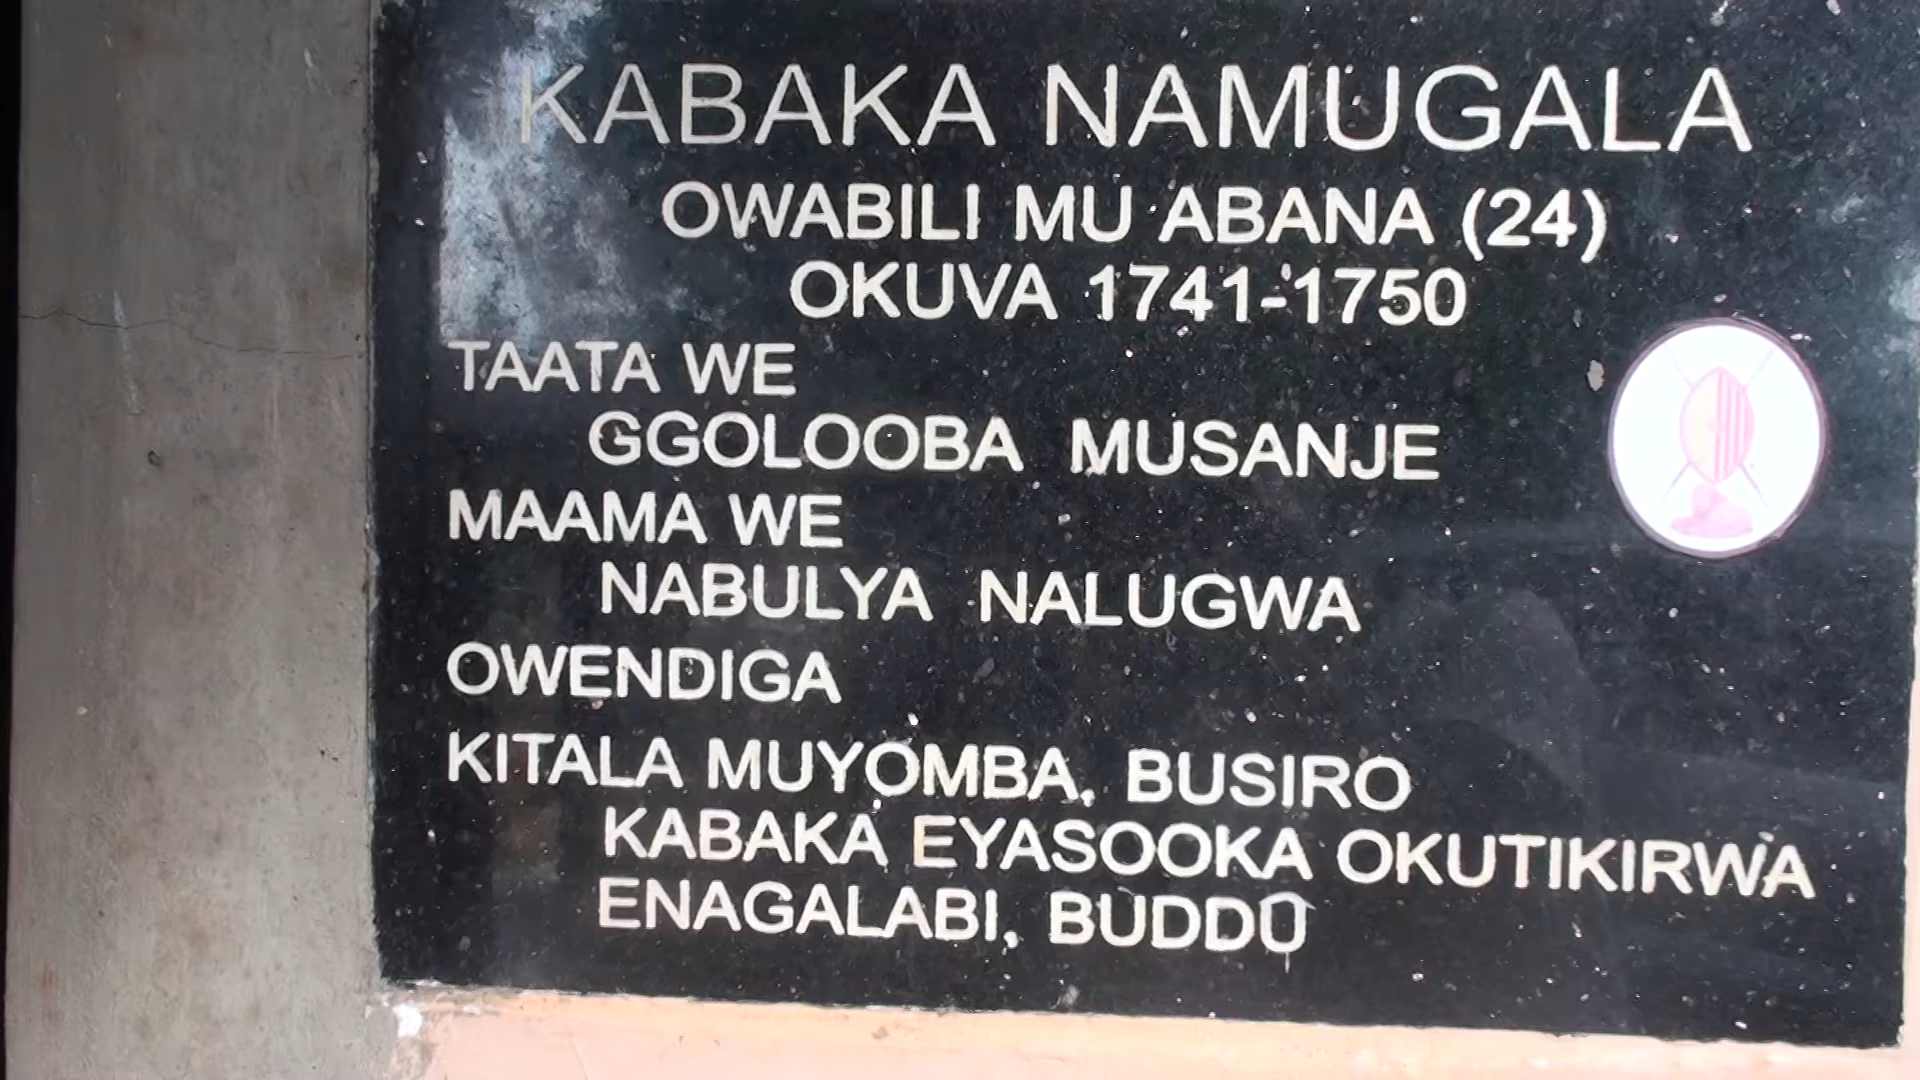 KABAKA NAMUGALA
OWABILI MU ABANA (24)
OKUVA 1741-1750
TAATA WE
GGOLOOBA MUSANJE
MAAMA WE
NABULYA NALUGWA
OWENDIGA
KITALA MUYOMBA, BUSIRO
KABAKA EYASOOKA OKUTIKIRWA
ENAGALABI, BUDDU